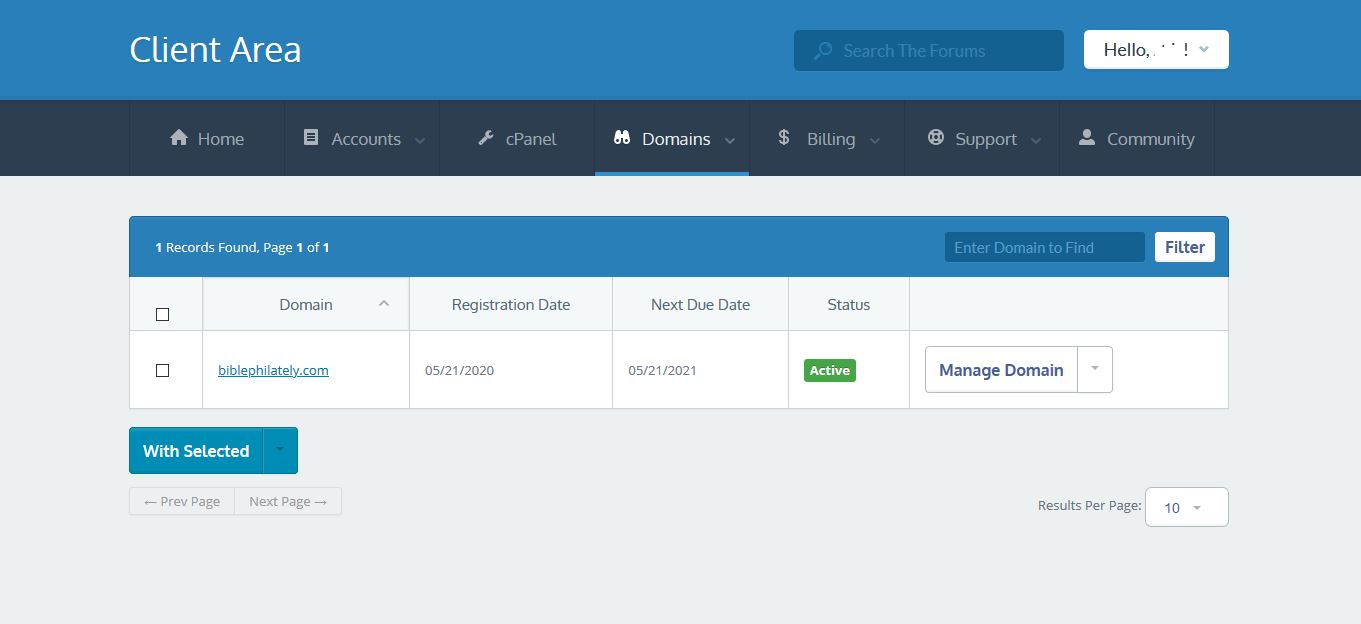 Client Area
Search The Forums
Hello, !
Home Accounts cPanel Domains Billing Support Community
1 Records Found, Page 1 of 1
Enter Domain to Find Filter
Domain Registration Date Next Due Date Status
biblephilately.com 05/21/2020 05/21/2021 Active Manage Domain
With Selected
← Prev Page Next Page →
Results Per Page: 10